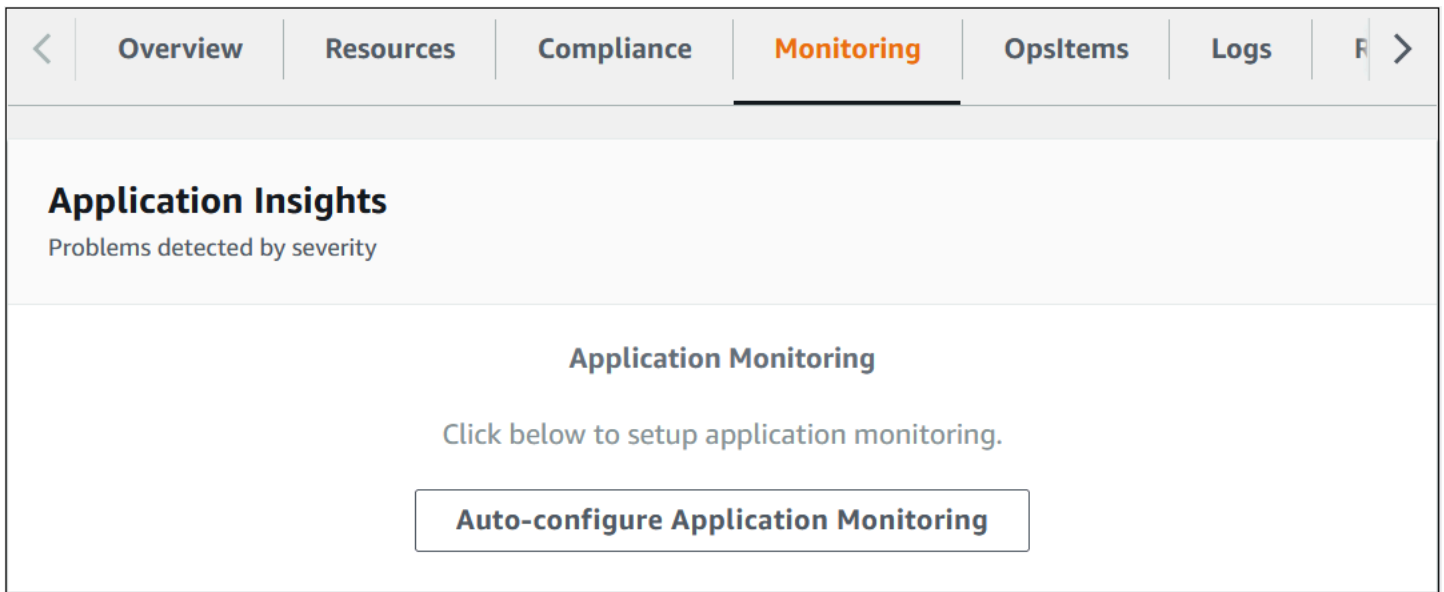 Overview Resources Compliance Monitoring OpsItems Logs
Application Insights
Problems detected by severity
Application Monitoring
Click below to setup application monitoring.
Auto-configure Application Monitoring